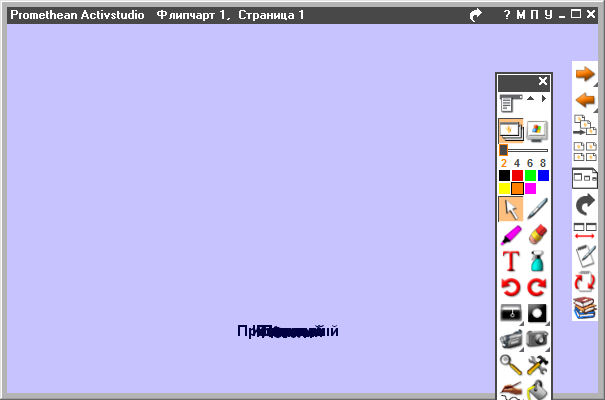 Promethean Activstudio Флипчарт 1, Страница 1 ? М П У
2 4 6 8
T